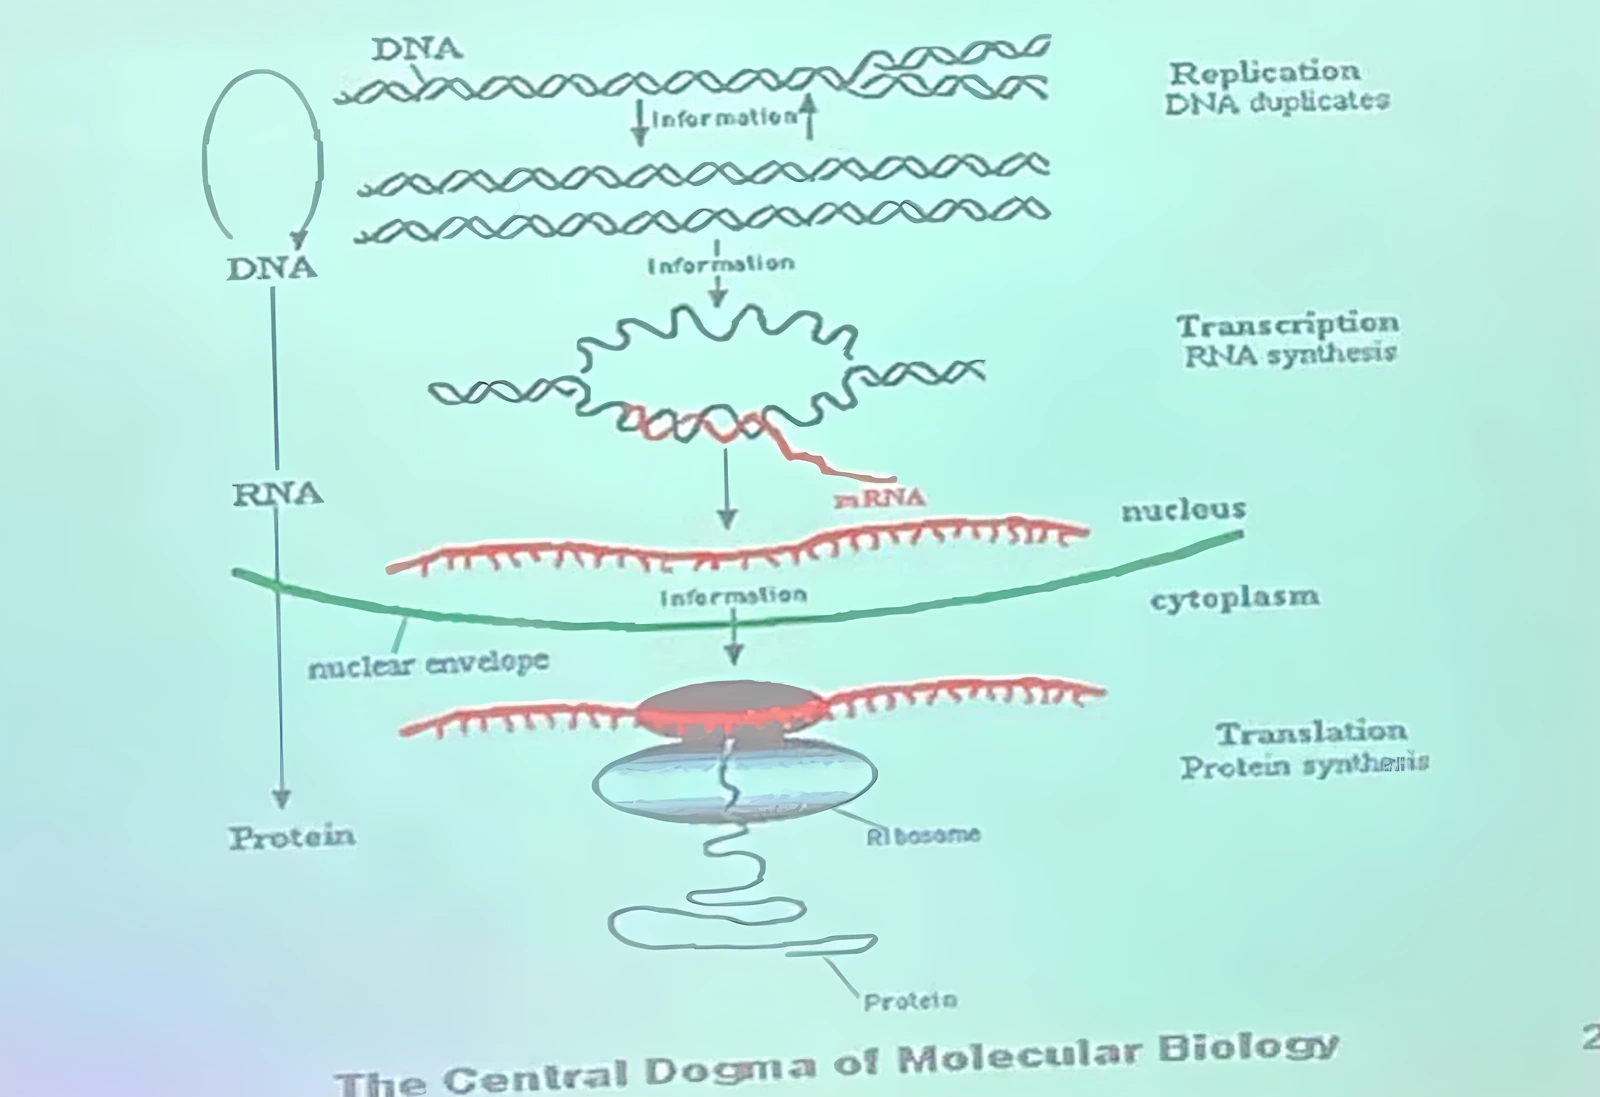 DNA
Replication
DNA duplicates
Information
DNA
Information
Transcription
RNA synthesis
RNA
mRNA
nucleus
Information
cytoplasm
nuclear envelope
Translation
Protein synthesis
Protein
Ribosome
Protein
The Central Dogma of Molecular Biology
2